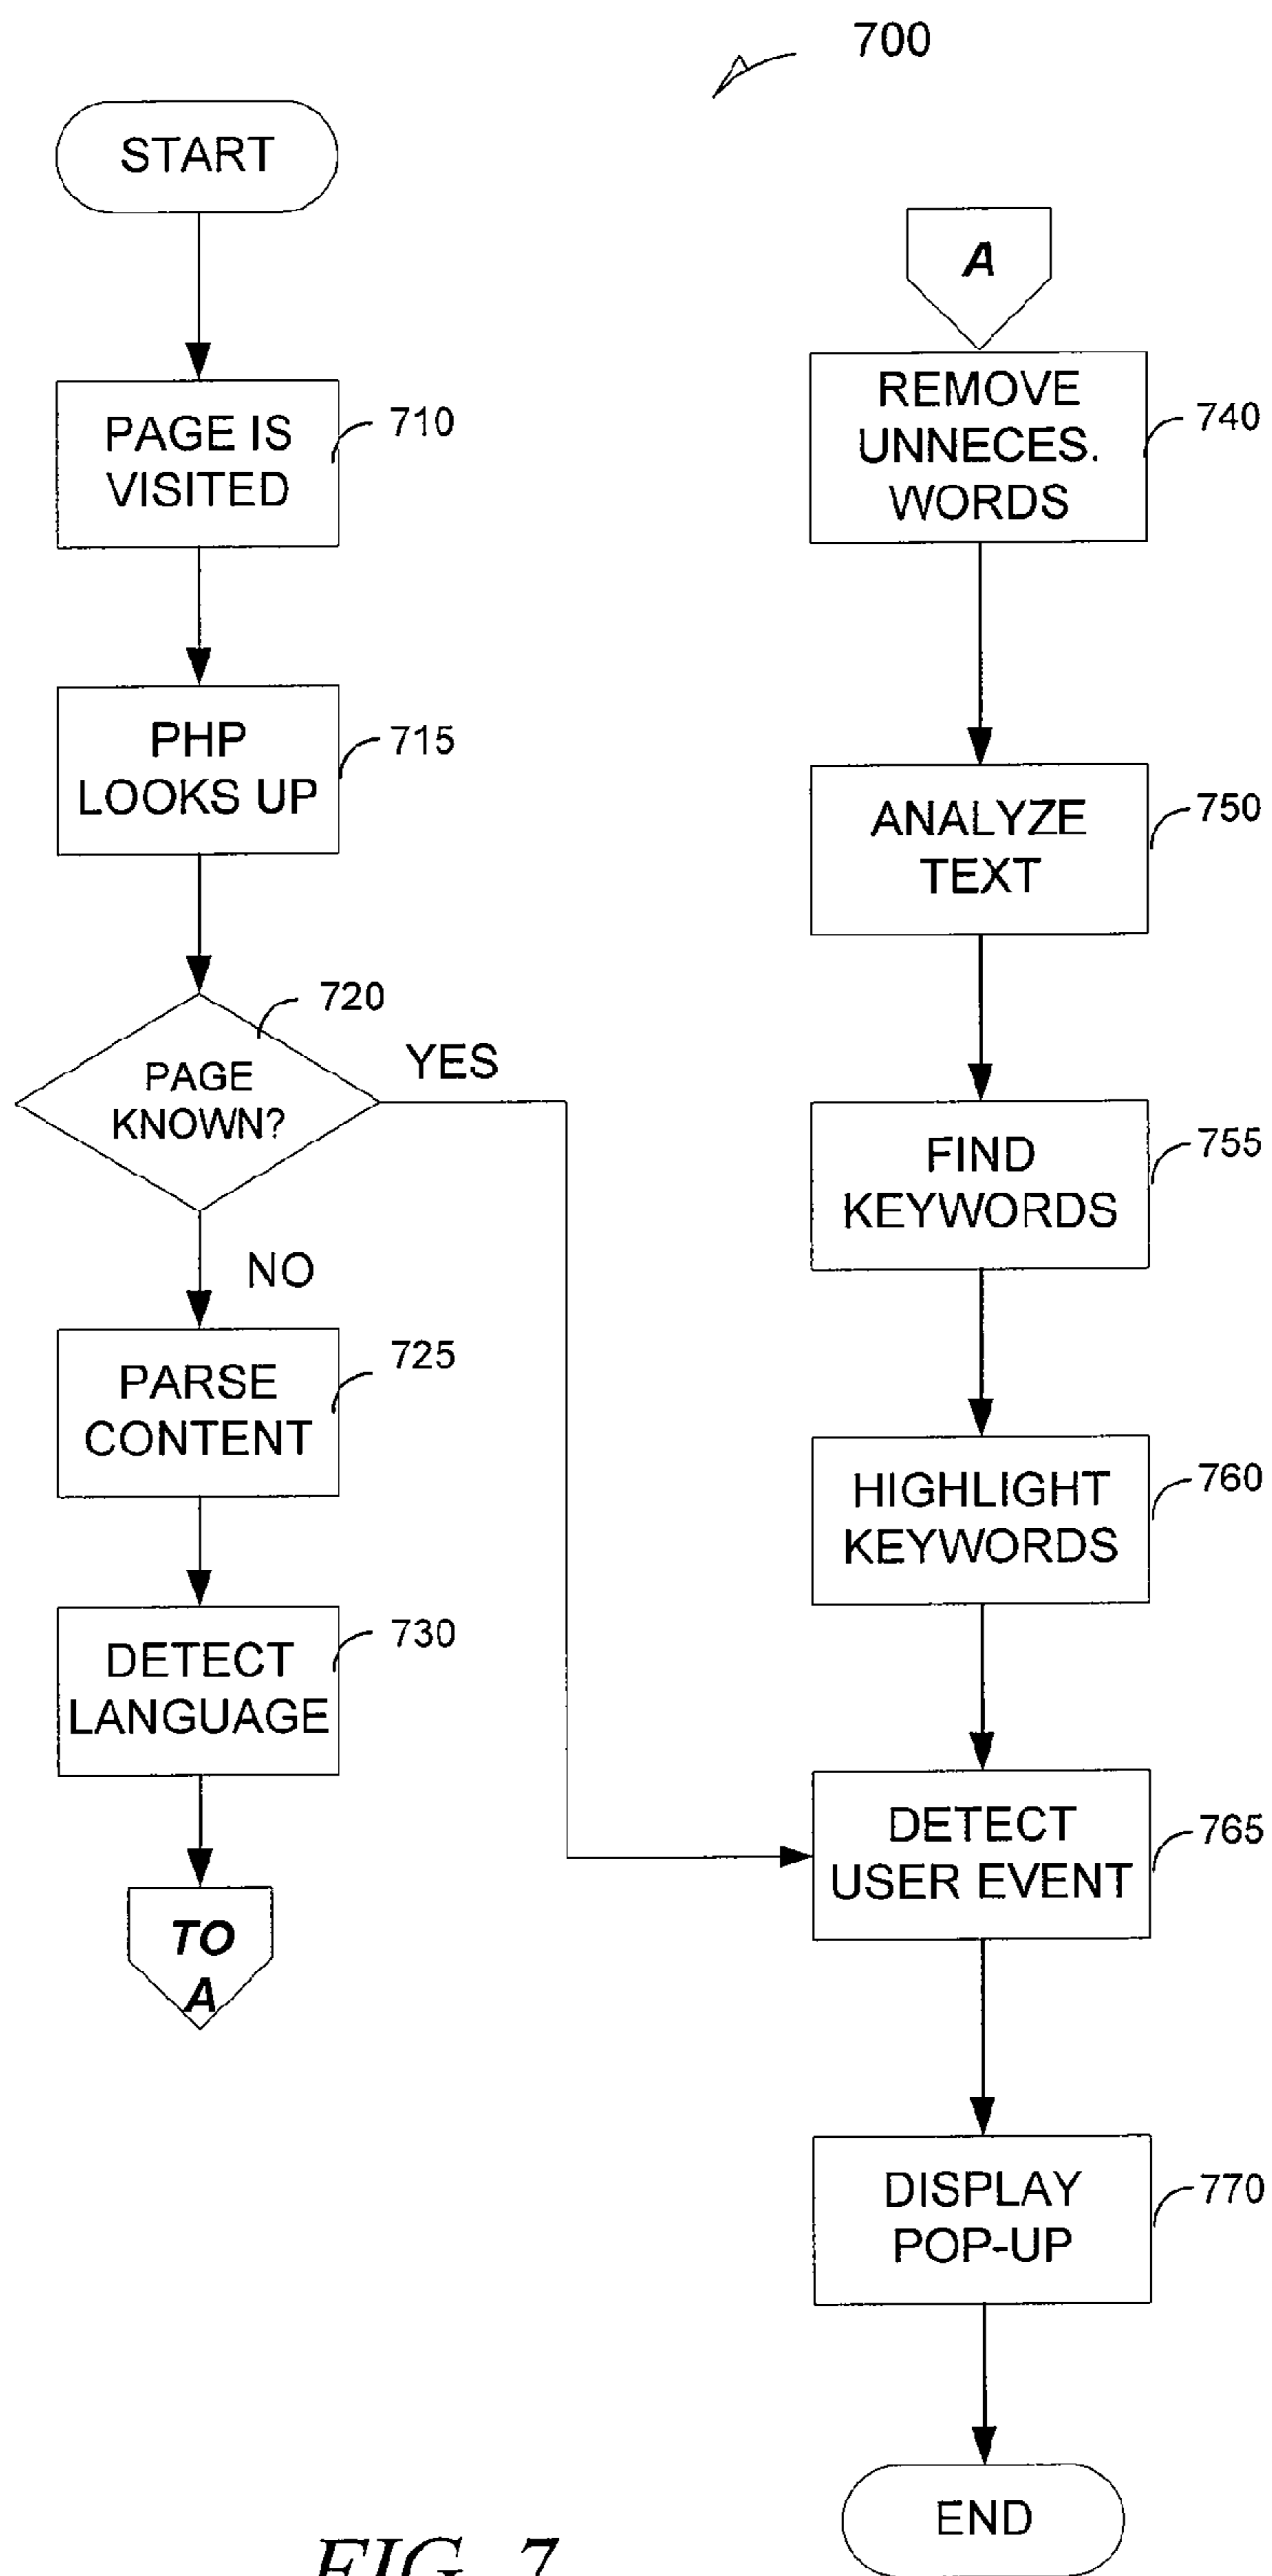 700
START
PAGE IS
VISITED
710
PHP
LOOKS UP
715
720
PAGE
KNOWN?
YES
NO
PARSE
CONTENT
725
DETECT
LANGUAGE
730
TO
A
A
REMOVE
UNNECES.
WORDS
740
ANALYZE
TEXT
750
FIND
KEYWORDS
755
HIGHLIGHT
KEYWORDS
760
DETECT
USER EVENT
765
DISPLAY
POP-UP
770
END
FIG. 7